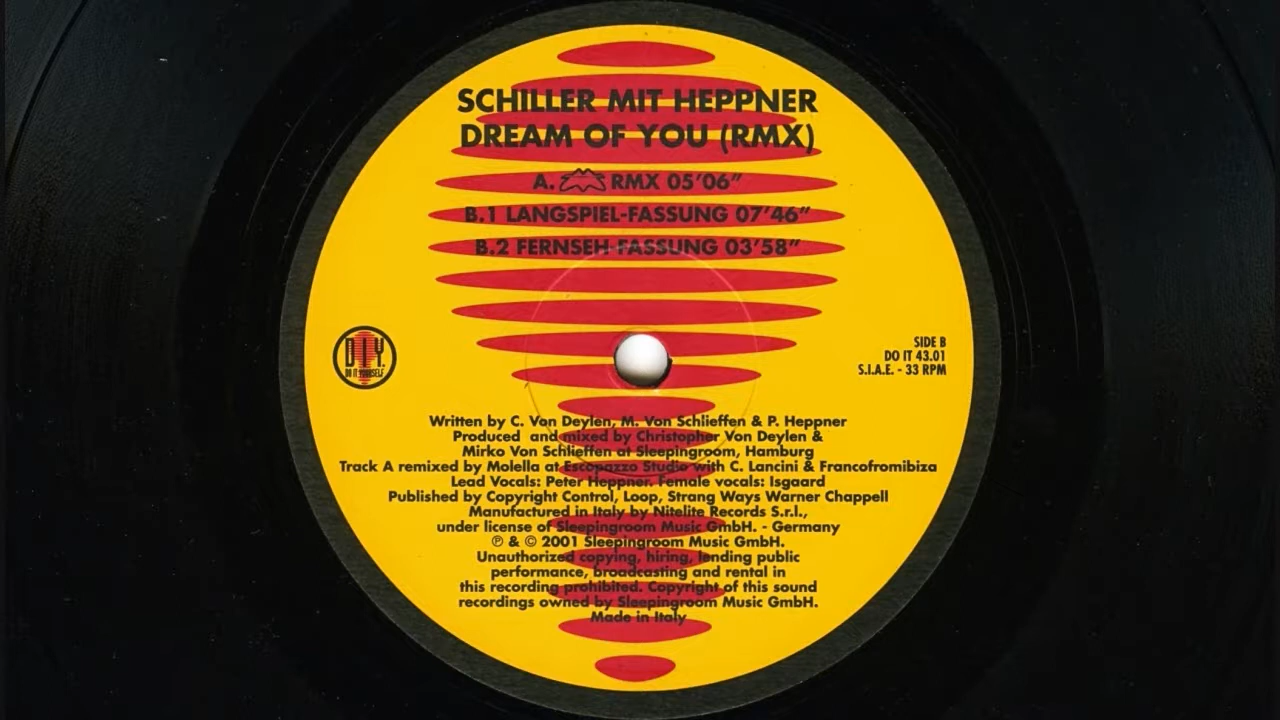 SCHILLER MIT HEPPNER
DREAM OF YOU (RMX)
A. RMX 05'06"
B.1 LANGSPIEL-FASSUNG 07'46"
B.2 FERNSEH-FASSUNG 03'58"
D.I.Y.
DO IT YOURSELF
SIDE B
DO IT 43.01
S.I.A.E. - 33 RPM
Written by C. Von Deylen, M. Von Schlieffen & P. Heppner
Produced and mixed by Christopher Von Deylen &
Mirko Von Schlieffen at Sleepingroom, Hamburg
Track A remixed by Molella at Escopazzo Studio with C. Lancini & Francofromibiza
Lead Vocals: Peter Heppner. Female vocals: Isgaard
Published by Copyright Control, Loop, Strang Ways Warner Chappell
Manufactured in Italy by Nitelite Records S.r.l.,
under license of Sleepingroom Music GmbH. - Germany
℗ & © 2001 Sleepingroom Music GmbH.
Unauthorized copying, hiring, lending public
performance, broadcasting and rental in
this recording prohibited. Copyright of this sound
recordings owned by Sleepingroom Music GmbH.
Made in Italy